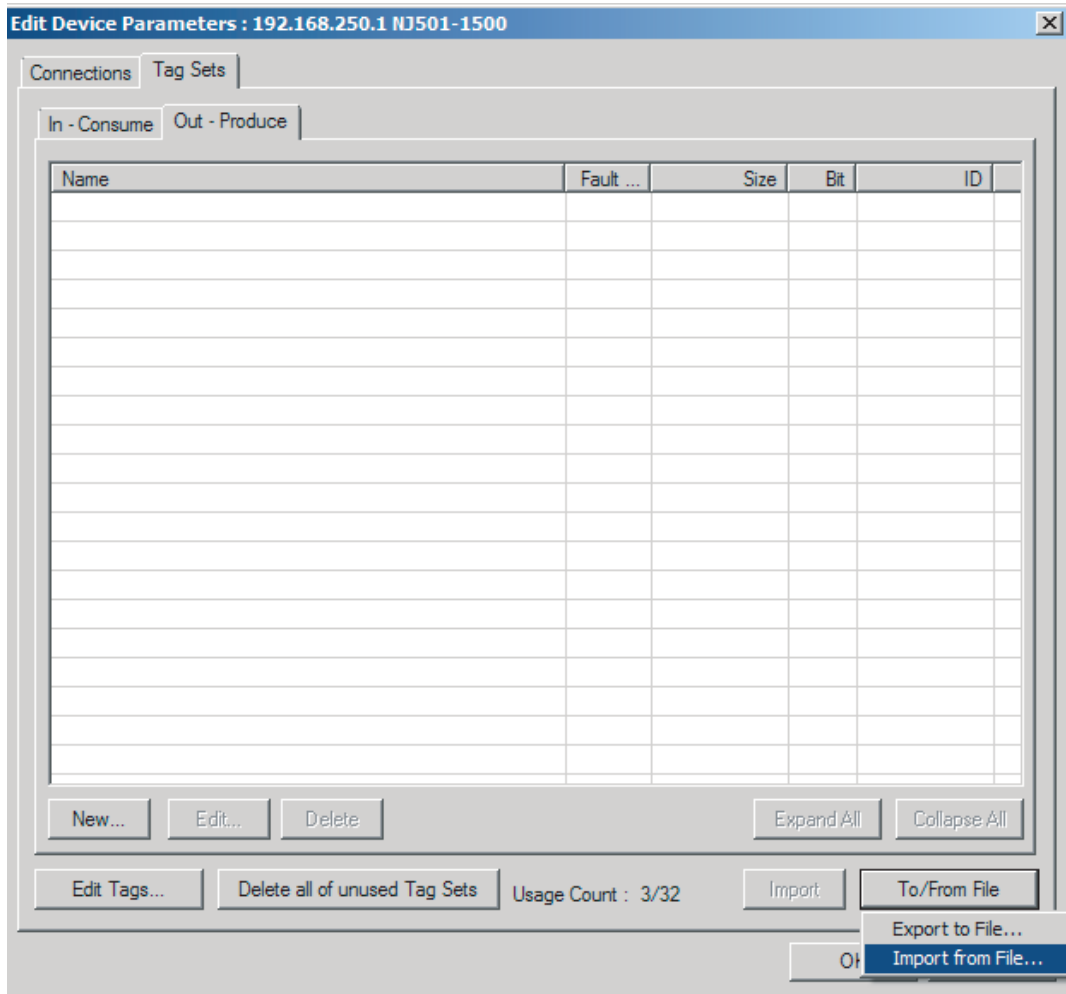 Edit Device Parameters : 192.168.250.1 NJ501-1500
Connections Tag Sets
In - Consume Out - Produce
Name Fault ... Size Bit ID
New... Edit... Delete Expand All Collapse All
Edit Tags... Delete all of unused Tag Sets Usage Count : 3/32 Import To/From File
Export to File...
Import from File...